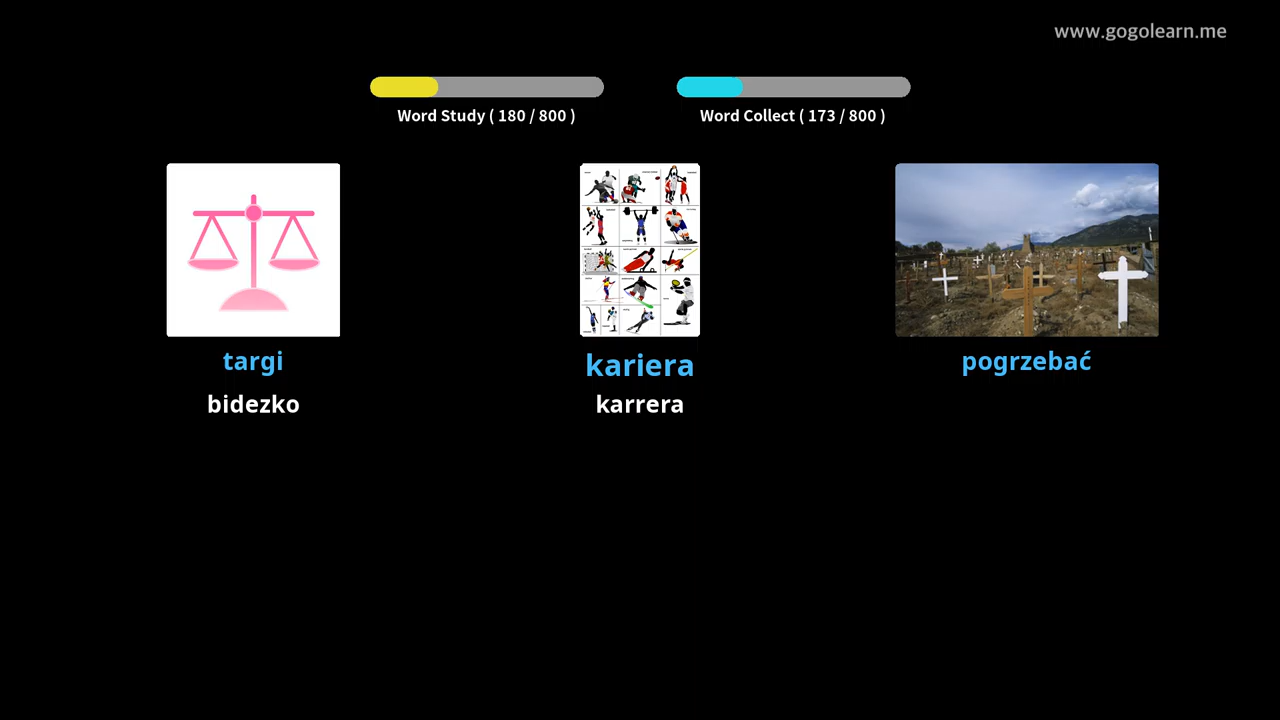 www.gogolearn.me
Word Study ( 180 / 800 )
Word Collect ( 173 / 800 )
targi
kariera
pogrzebać
bidezko
karrera